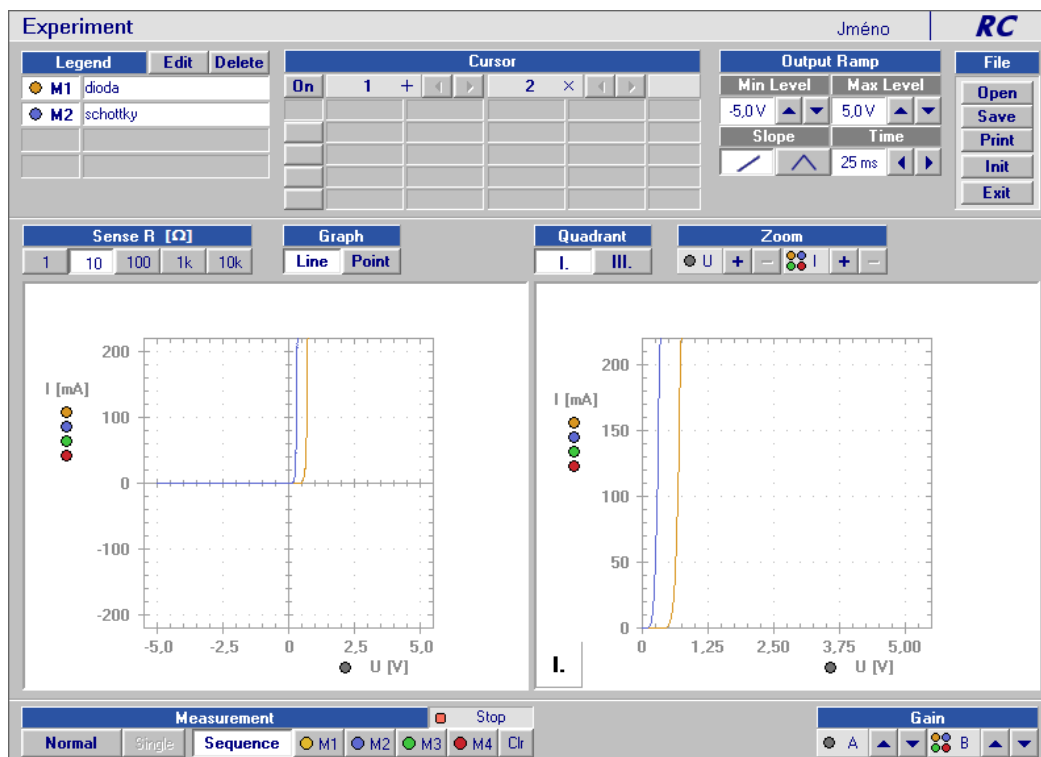 Experiment Jméno RC
Legend Edit Delete Cursor Output Ramp File
M1 dioda On 1 + 2 × Min Level Max Level Open
M2 schottky -5,0 V 5,0 V Save
Slope Time Print
25 ms Init
Exit
Sense R [Ω] Graph Quadrant Zoom
1 10 100 1k 10k Line Point I. III. U + − I + −
200
I [mA]
100
0
-100
-200
-5,0 -2,5 0 2,5 5,0
U [V]
200
I [mA]
150
100
50
0
0 1,25 2,50 3,75 5,00
I. U [V]
Measurement Stop Gain
Normal Single Sequence M1 M2 M3 M4 Clr A B